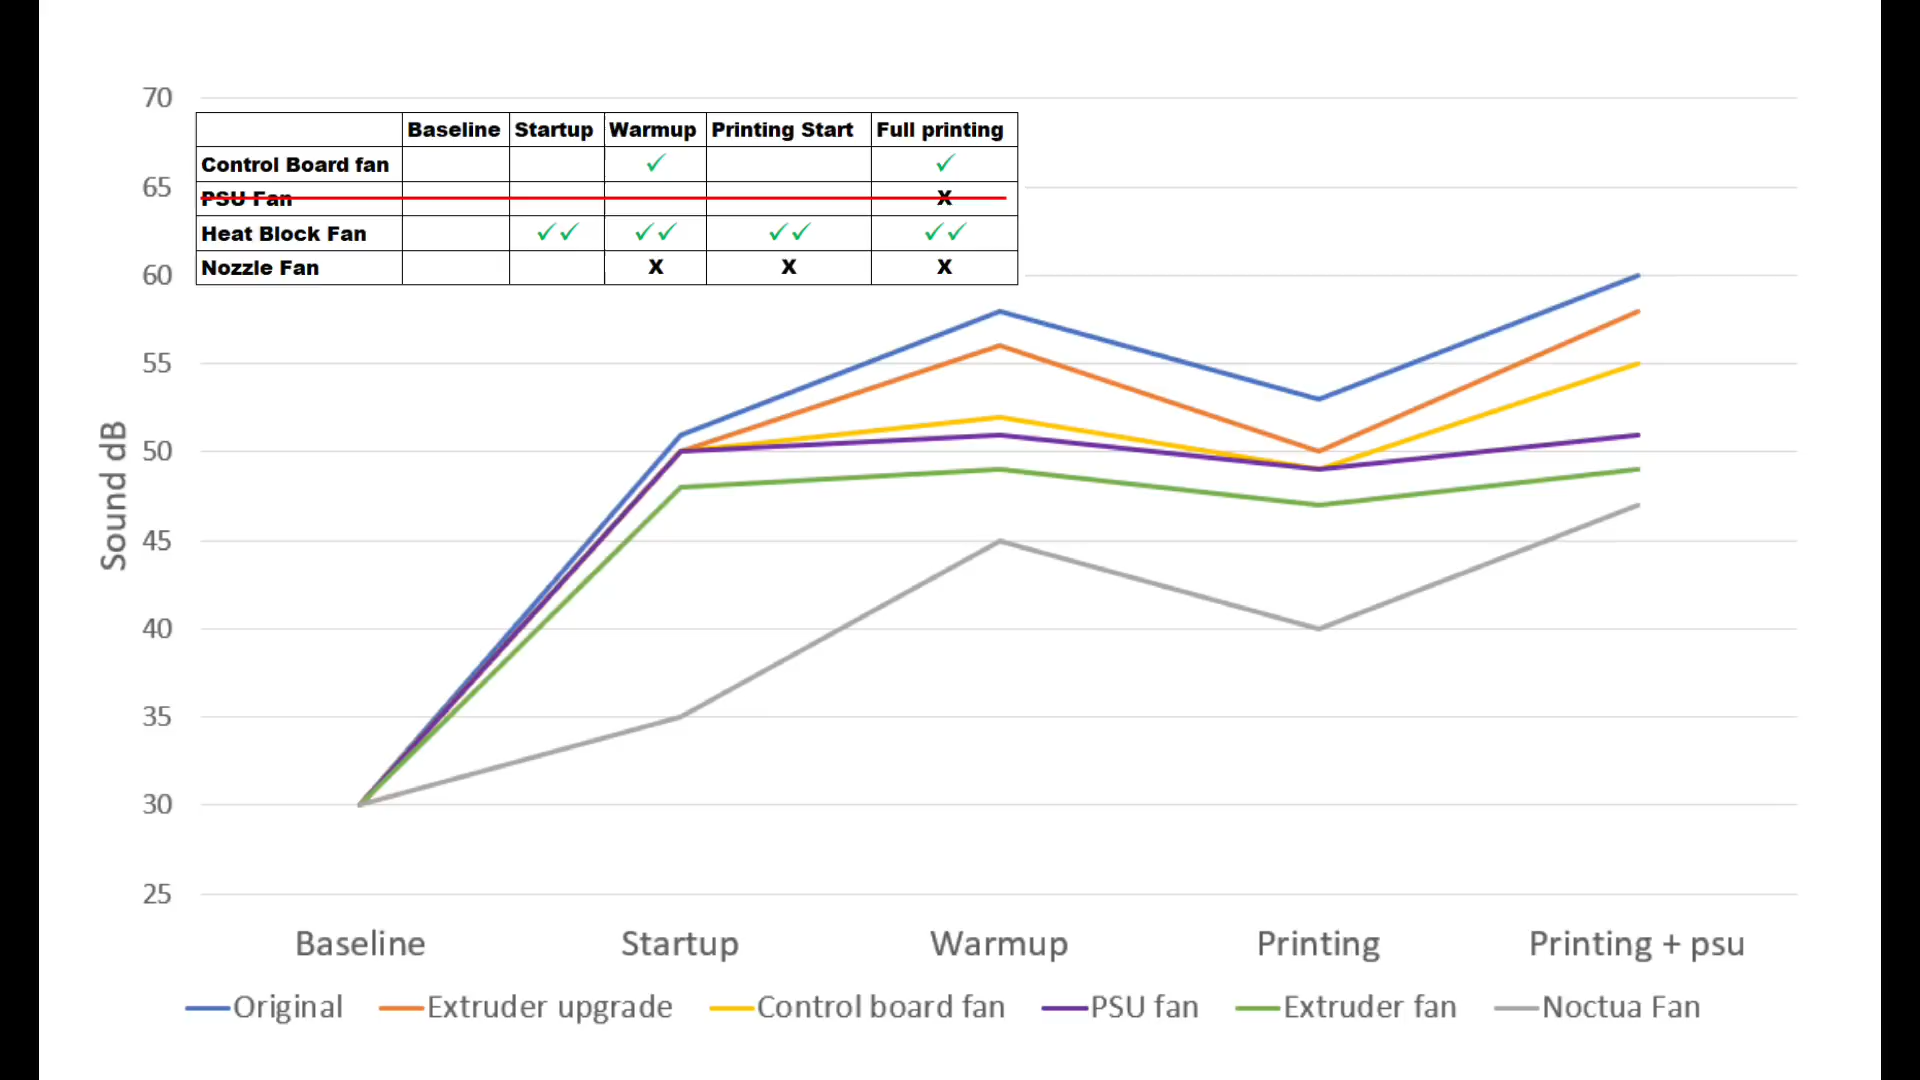 70
Baseline Startup Warmup Printing Start Full printing
Control Board fan ✓ ✓
65
PSU Fan X
Heat Block Fan ✓✓ ✓✓ ✓✓ ✓✓
60
Nozzle Fan X X X
55
50
45
40
35
30
25
Sound dB
Baseline Startup Warmup Printing Printing + psu
Original Extruder upgrade Control board fan PSU fan Extruder fan Noctua Fan